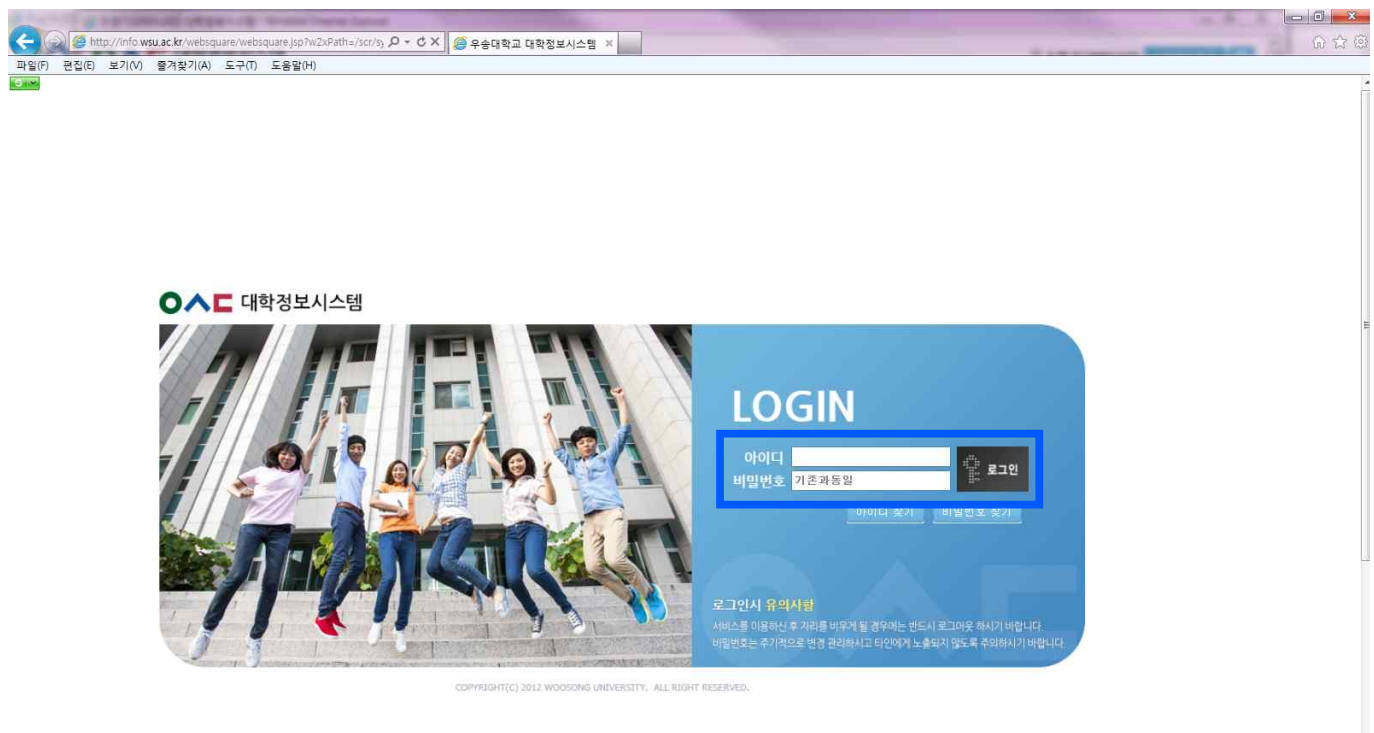 http://info.wsu.ac.kr/websquare/websquare.jsp?w2xPath=/scr/sy
우송대학교 대학정보시스템
파일(F) 편집(E) 보기(V) 즐겨찾기(A) 도구(T) 도움말(H)
대학정보시스템
LOGIN
아이디
비밀번호 기존과동일
로그인
아이디 찾기 비밀번호 찾기
로그인시 유의사항
서비스를 이용하신 후 자리를 비우게 될 경우에는 반드시 로그아웃 하시기 바랍니다.
비밀번호는 주기적으로 변경 관리하시고 타인에게 노출되지 않도록 주의하시기 바랍니다.
COPYRIGHT(C) 2012 WOOSONG UNIVERSITY. ALL RIGHT RESERVED.